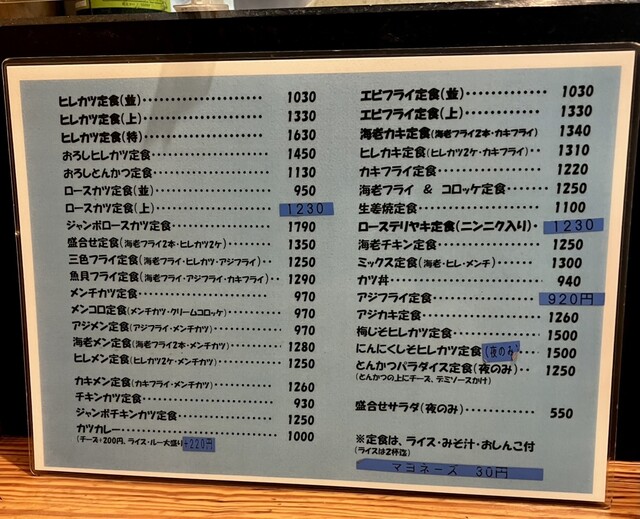 ヒレカツ定食(並)・・・・・・・・・・・・・・ 1030
ヒレカツ定食(上)・・・・・・・・・・・・・・ 1330
ヒレカツ定食(特)・・・・・・・・・・・・・・ 1630
おろしヒレカツ定食・・・・・・・・・・・・ 1450
おろしとんかつ定食・・・・・・・・・・・・ 1130
ロースカツ定食(並)・・・・・・・・・・・・ 950
ロースカツ定食(上)・・・・・・・・・・・・ 1230
ジャンボロースカツ定食・・・・・・・・・ 1790
盛合せ定食(海老フライ2本・ヒレカツ2ケ)・・ 1350
三色フライ定食(海老フライ・ヒレカツ・アジフライ)・・ 1250
魚貝フライ定食(海老フライ・アジフライ・カキフライ)・・ 1290
メンチカツ定食・・・・・・・・・・・・・・ 970
メンコロ定食(メンチカツ・クリームコロッケ)・・・・ 970
アジメン定食(アジフライ・メンチカツ)・・・・・・ 970
海老メン定食(海老フライ2本・メンチカツ)・・・・ 1280
ヒレメン定食(ヒレカツ2ケ・メンチカツ)・・・・・ 1250
カキメン定食(カキフライ・メンチカツ)・・・・・ 1260
チキンカツ定食・・・・・・・・・・・・・・ 930
ジャンボチキンカツ定食・・・・・・・・・ 1250
カツカレー・・・・・・・・・・・・・・・・ 1000
(チーズ+200円、ライス・ルー大盛り+220円
エビフライ定食(並)・・・・・・・・・・・・ 1030
エビフライ定食(上)・・・・・・・・・・・・ 1330
海老カキ定食(海老フライ2本・カキフライ) 1340
ヒレカキ定食(ヒレカツ2ケ・カキフライ)・・ 1310
カキフライ定食・・・・・・・・・・・・・・ 1220
海老フライ & コロッケ定食・・・・・・ 1250
生姜焼定食・・・・・・・・・・・・・・・・ 1100
ロースデリヤキ定食(ニンニク入り)・・ 1230
海老チキン定食・・・・・・・・・・・・・・ 1250
ミックス定食(海老・ヒレ・メンチ)・・・・ 1300
カツ丼・・・・・・・・・・・・・・・・・・ 940
アジフライ定食・・・・・・・・・・・・・・ 920円
アジカキ定食・・・・・・・・・・・・・・・ 1260
梅じそヒレカツ定食・・・・・・・・・・・ 1500
にんにくしそヒレカツ定食(夜のみ)・・ 1500
とんかつパラダイス定食(夜のみ)・・ 1250
(とんかつの上にチーズ、デミソースかけ)
盛合せサラダ(夜のみ)・・・・・・・・・・ 550
※定食は、ライス・みそ汁・おしんこ付
(ライスは2杯迄)
マヨネーズ 30円